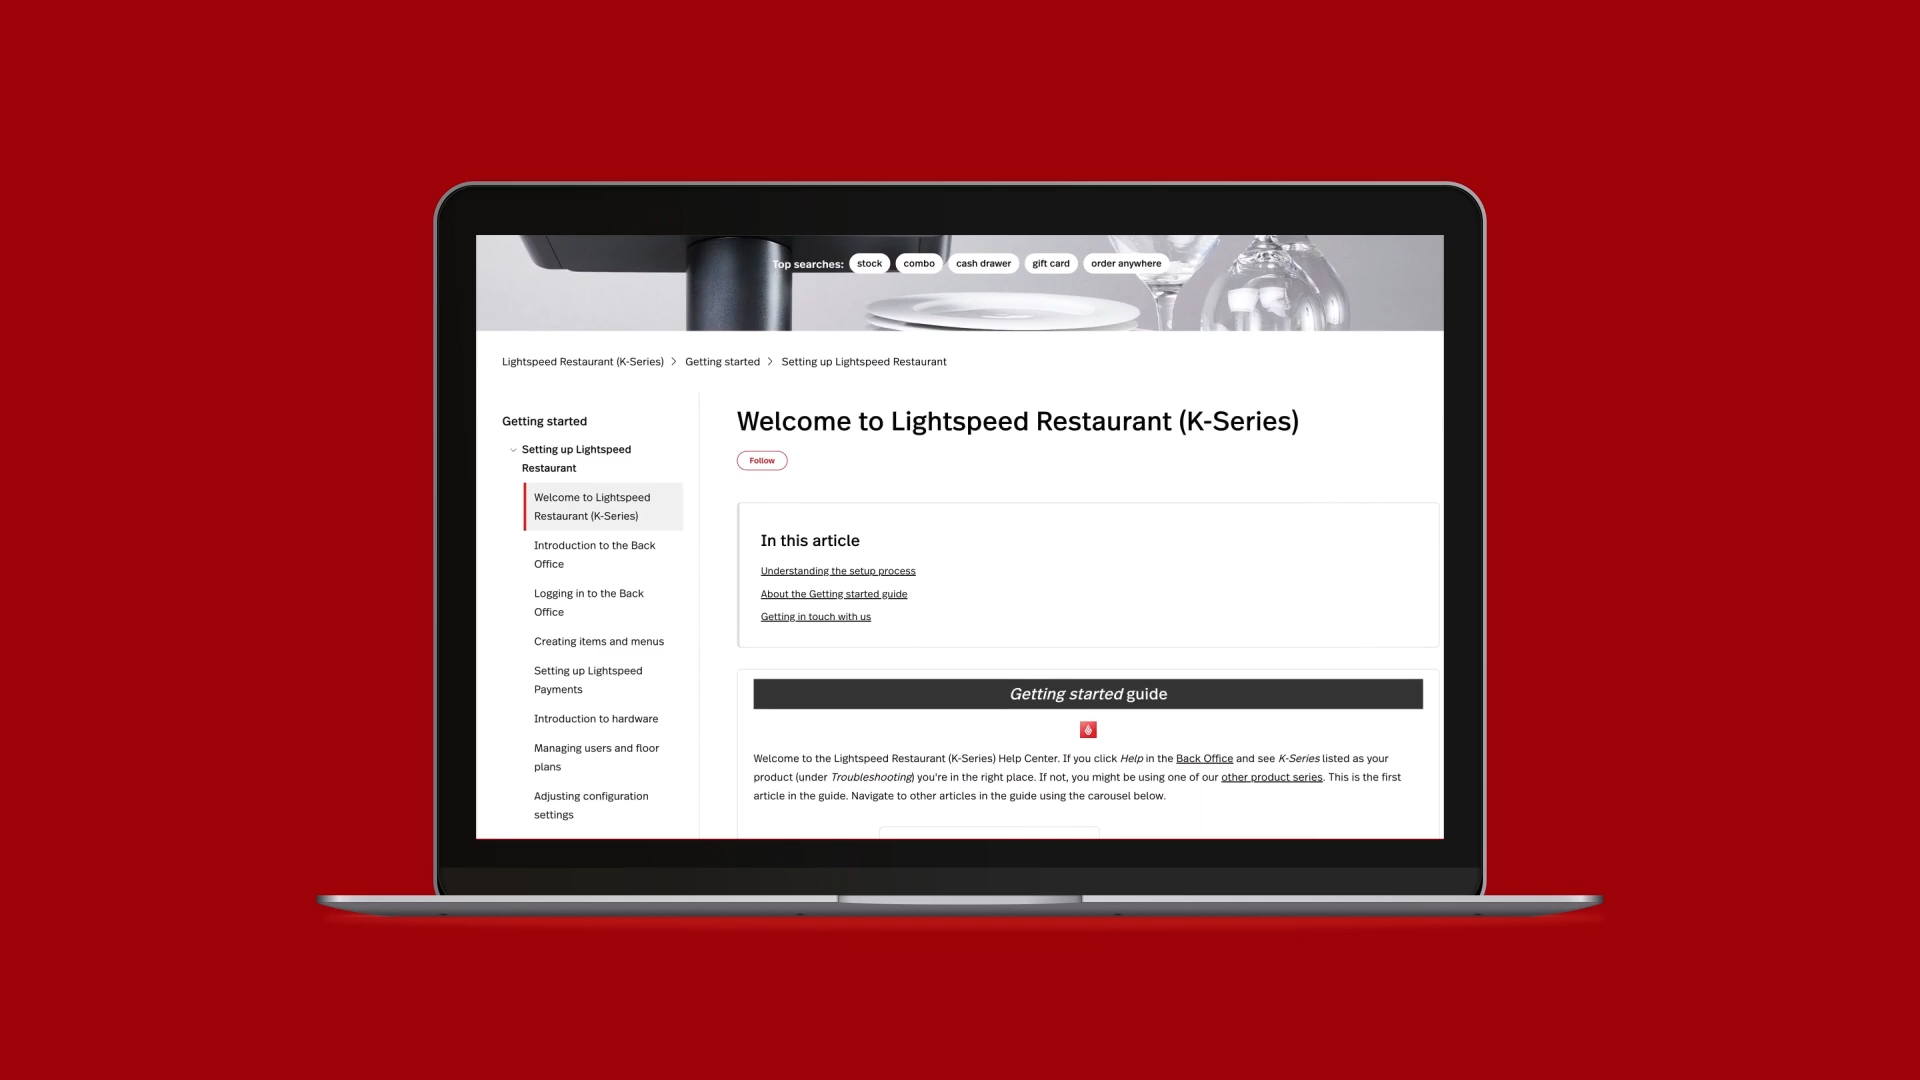 Top searches: stock combo cash drawer gift card order anywhere
Lightspeed Restaurant (K-Series) > Getting started > Setting up Lightspeed Restaurant
Getting started
Setting up Lightspeed
Restaurant
Welcome to Lightspeed
Restaurant (K-Series)
Introduction to the Back
Office
Logging in to the Back
Office
Creating items and menus
Setting up Lightspeed
Payments
Introduction to hardware
Managing users and floor
plans
Adjusting configuration
settings
Welcome to Lightspeed Restaurant (K-Series)
Follow
In this article
Understanding the setup process
About the Getting started guide
Getting in touch with us
Getting started guide
Welcome to the Lightspeed Restaurant (K-Series) Help Center. If you click Help in the Back Office and see K-Series listed as your
product (under Troubleshooting) you're in the right place. If not, you might be using one of our other product series. This is the first
article in the guide. Navigate to other articles in the guide using the carousel below.